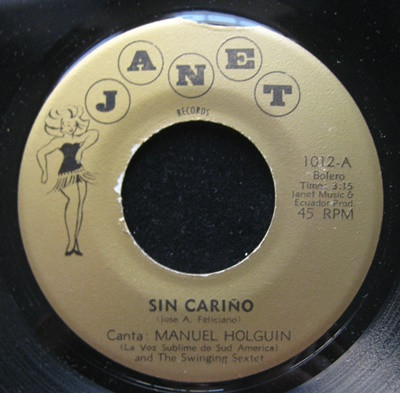 JANET
RECORDS
1012-A
Bolero
Time: 3:15
Janet Music &
Ecuador Prod.
45 RPM
SIN CARIÑO
(Jose A. Feliciano)
Canta: MANUEL HOLGUIN
(La Voz Sublime de Sud America)
and The Swinging Sextet